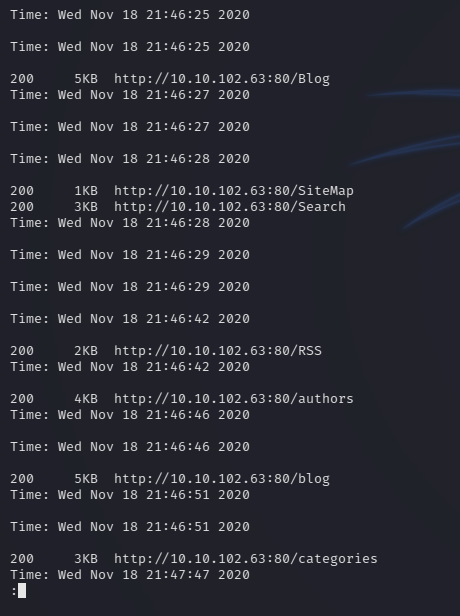 Time: Wed Nov 18 21:46:25 2020
Time: Wed Nov 18 21:46:25 2020
200     5KB  http://10.10.102.63:80/Blog
Time: Wed Nov 18 21:46:27 2020
Time: Wed Nov 18 21:46:27 2020
Time: Wed Nov 18 21:46:28 2020
200     1KB  http://10.10.102.63:80/SiteMap
200     3KB  http://10.10.102.63:80/Search
Time: Wed Nov 18 21:46:28 2020
Time: Wed Nov 18 21:46:29 2020
Time: Wed Nov 18 21:46:29 2020
Time: Wed Nov 18 21:46:42 2020
200     2KB  http://10.10.102.63:80/RSS
Time: Wed Nov 18 21:46:42 2020
200     4KB  http://10.10.102.63:80/authors
Time: Wed Nov 18 21:46:46 2020
Time: Wed Nov 18 21:46:46 2020
200     5KB  http://10.10.102.63:80/blog
Time: Wed Nov 18 21:46:51 2020
Time: Wed Nov 18 21:46:51 2020
200     3KB  http://10.10.102.63:80/categories
Time: Wed Nov 18 21:47:47 2020
: